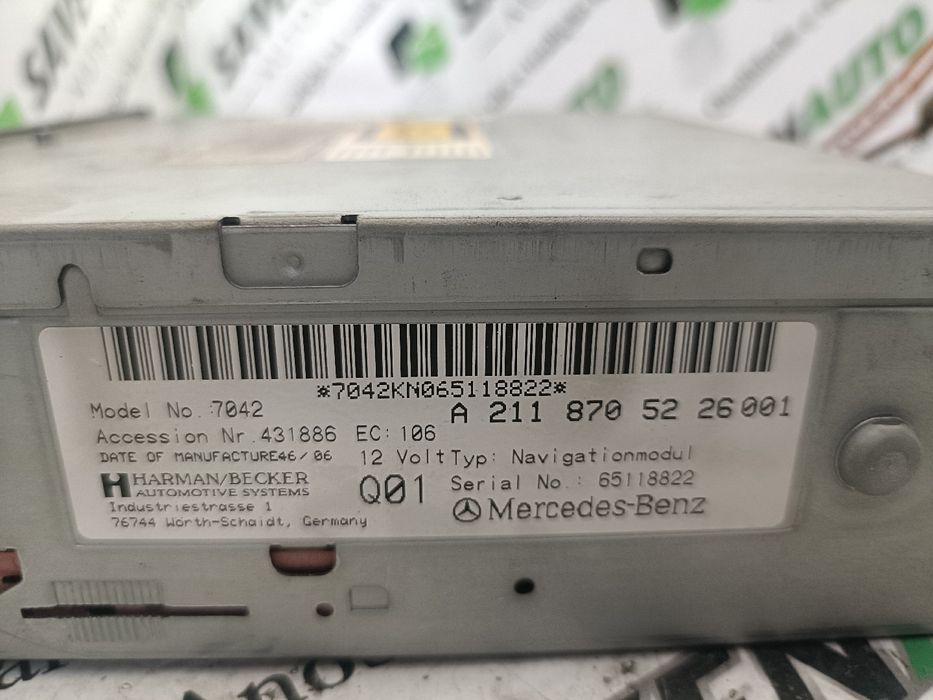 AUTO
*7042KN065118822*
Model No.:7042
A 211 870 52 26 001
Accession Nr.431886 EC:106
DATE OF MANUFACTURE46/06 12 Volt Typ: Navigationmodul
HARMAN/BECKER
AUTOMOTIVE SYSTEMS
Q01 Serial No.: 65118822
Industriestrasse 1
76744 Wörth-Schaidt, Germany
Mercedes-Benz